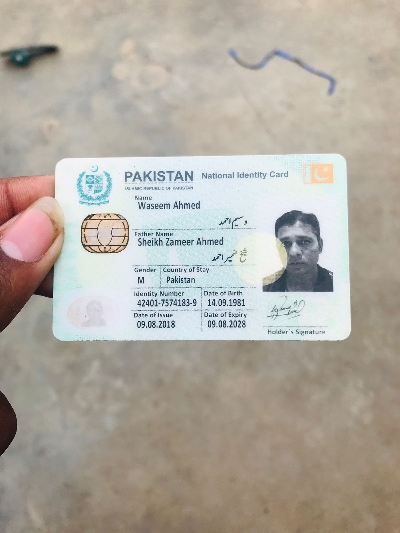 PAKISTAN National Identity Card
ISLAMIC REPUBLIC OF PAKISTAN
Name
Waseem Ahmed
وسیم احمد
Father Name
Sheikh Zameer Ahmed
شیخ ضمیر احمد
Gender Country of Stay
M Pakistan
Identity Number Date of Birth
42401-7574183-9 14.09.1981
Date of Issue Date of Expiry
09.08.2018 09.08.2028
Holder's Signature